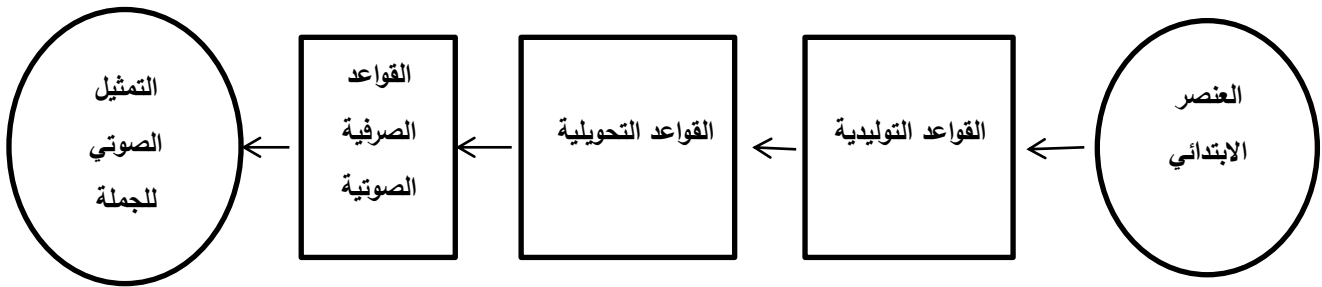 العنصر
الابتدائي
القواعد التوليدية
القواعد التحويلية
القواعد
الصرفية
الصوتية
التمثيل
الصوتي
للجملة